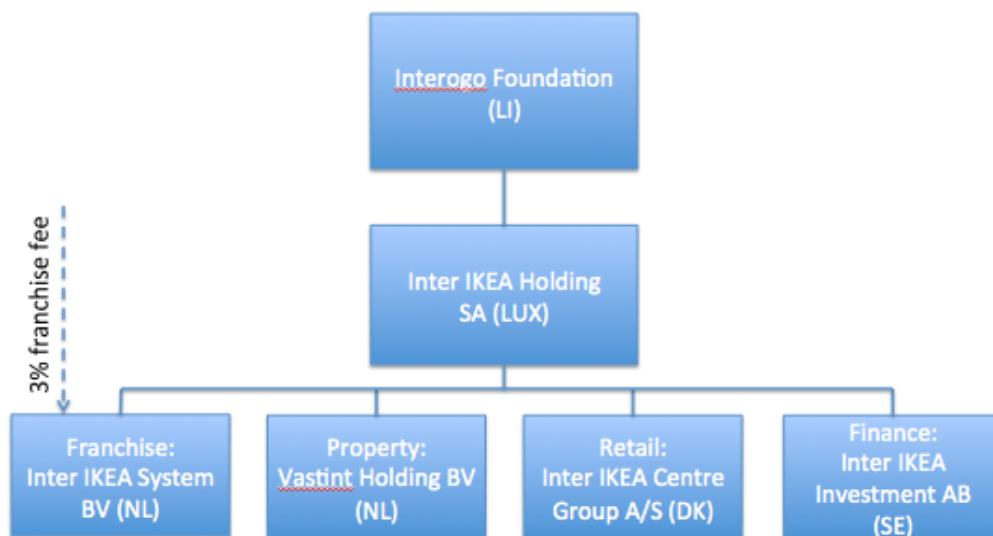 Interogo Foundation
(LI)
Inter IKEA Holding
SA (LUX)
3% franchise fee
Franchise:
Inter IKEA System
BV (NL)
Property:
Vastint Holding BV
(NL)
Retail:
Inter IKEA Centre
Group A/S (DK)
Finance:
Inter IKEA
Investment AB
(SE)